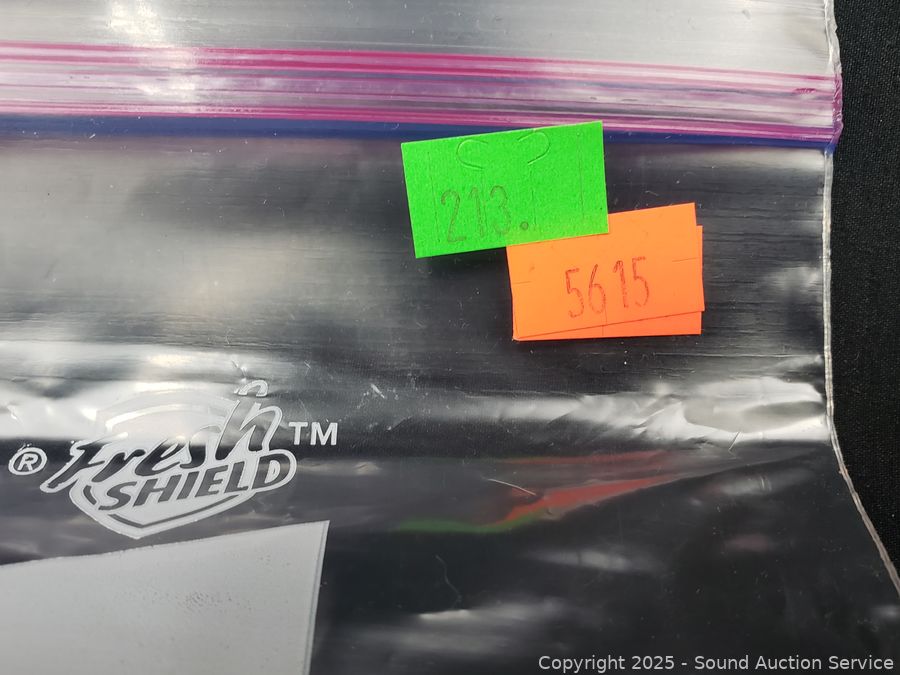 213.
5615
® Fresh TM
SHIELD
Copyright © 2025 - Sound Auction Service